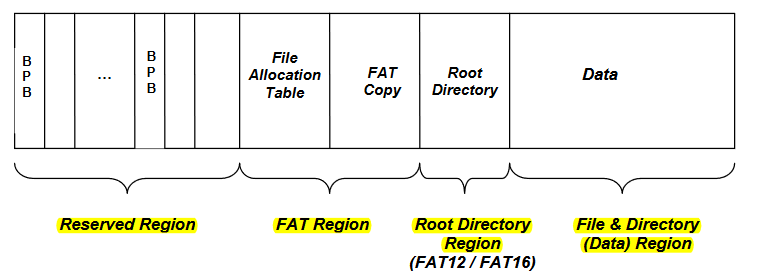 B
P
B
...
B
P
B
File
Allocation
Table
FAT
Copy
Root
Directory
Data
Reserved Region
FAT Region
Root Directory
Region
(FAT12 / FAT16)
File & Directory
(Data) Region